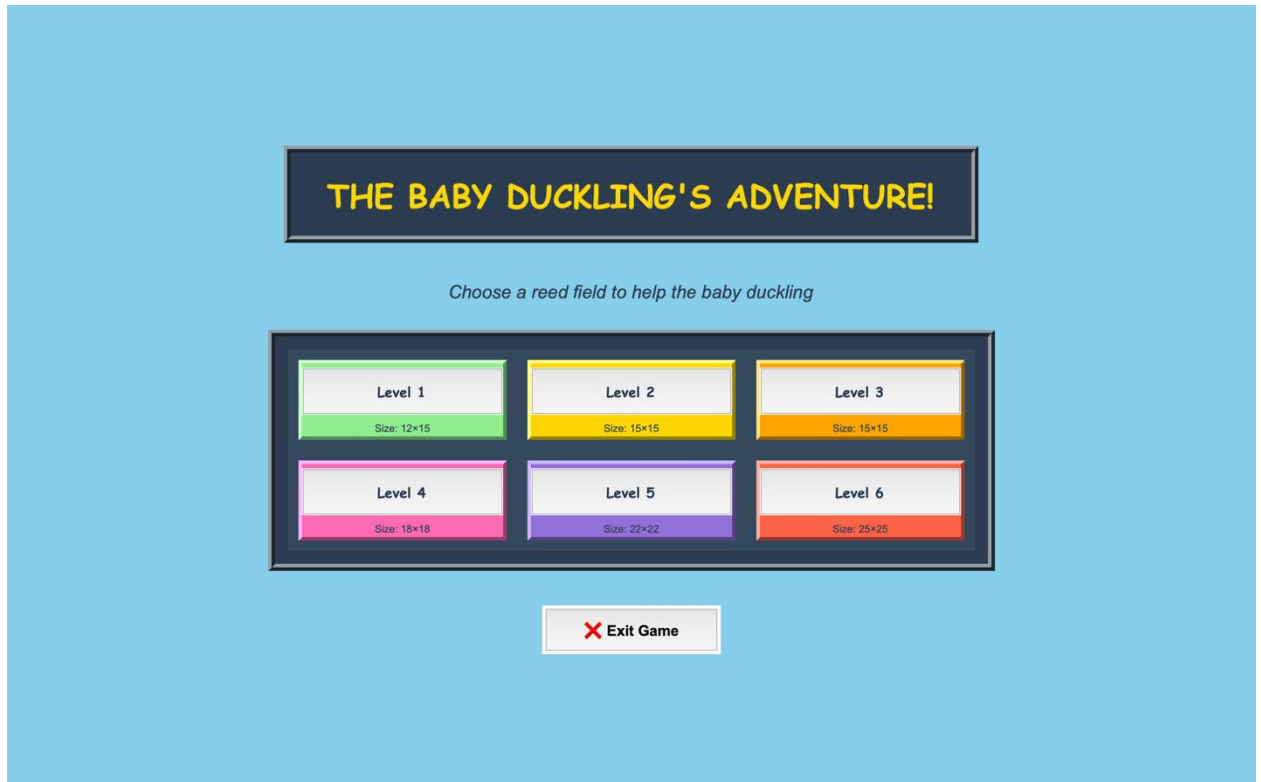 THE BABY DUCKLING'S ADVENTURE!
Choose a reed field to help the baby duckling
Level 1
Size: 12×15
Level 2
Size: 15×15
Level 3
Size: 15×15
Level 4
Size: 18×18
Level 5
Size: 22×22
Level 6
Size: 25×25
❌ Exit Game